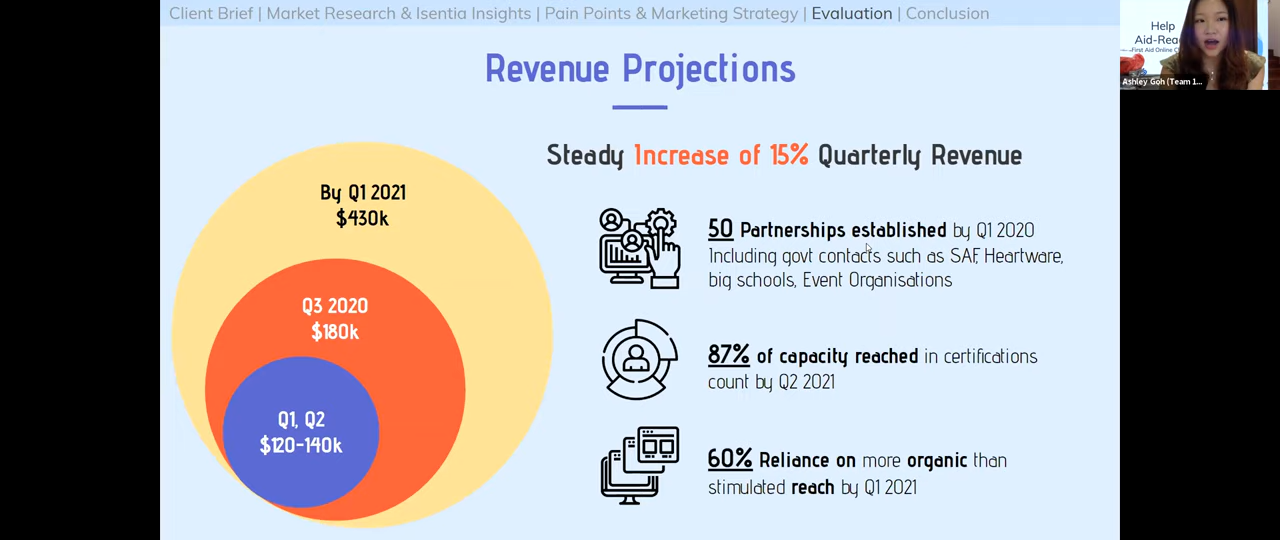 Client Brief | Market Research & Isentia Insights | Pain Points & Marketing Strategy | Evaluation | Conclusion
Revenue Projections
Steady Increase of 15% Quarterly Revenue
By Q1 2021
$430k
Q3 2020
$180k
Q1, Q2
$120-140k
50 Partnerships established by Q1 2020
Including govt contacts such as SAF, Heartware,
big schools, Event Organisations
87% of capacity reached in certifications
count by Q2 2021
60% Reliance on more organic than
stimulated reach by Q1 2021
Help
Aid-Rea
First Aid Online
Ashley Goh (Team 1...